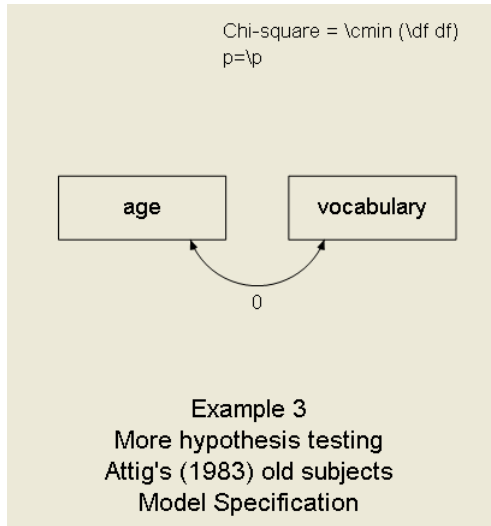 Chi-square = \cmin (\df df)
p=\p
age
vocabulary
0
Example 3
More hypothesis testing
Attig's (1983) old subjects
Model Specification